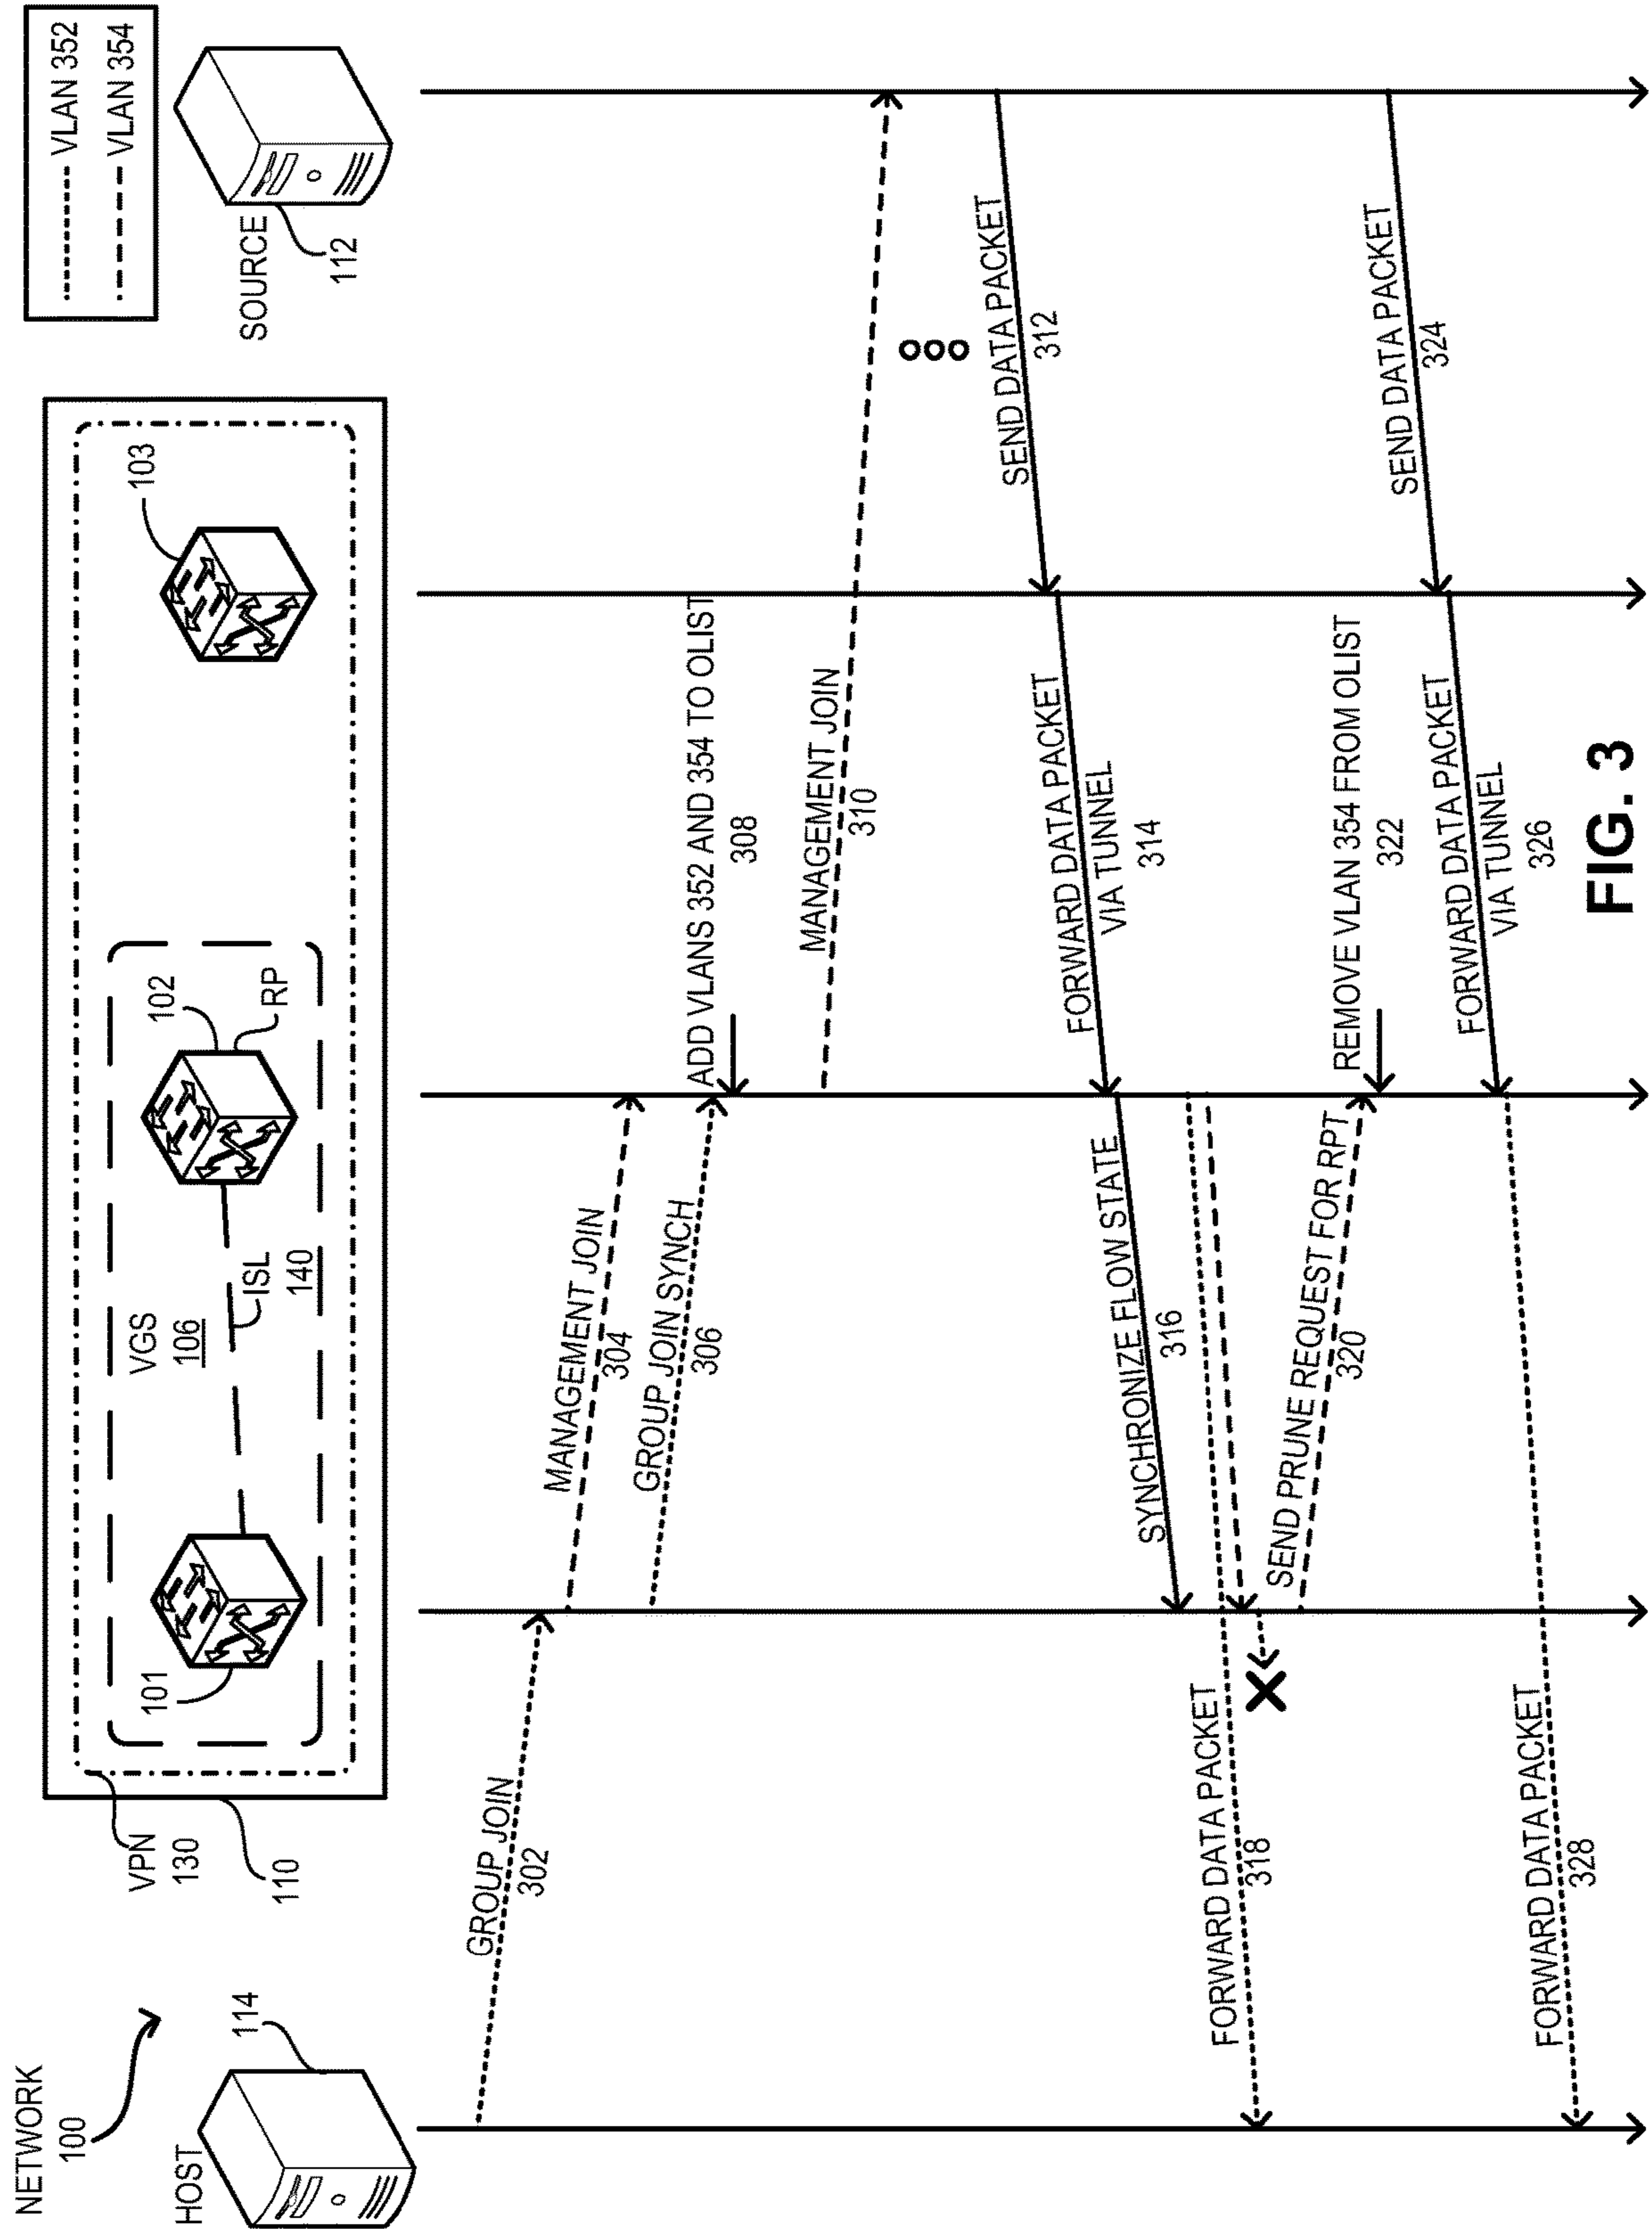 NETWORK
100
HOST
114
VPN
130
110
101
VGS
106
ISL
140
102
RP
103
SOURCE
112
VLAN 352
VLAN 354
GROUP JOIN
302
MANAGEMENT JOIN
304
GROUP JOIN SYNCH
306
ADD VLANS 352 AND 354 TO OLIST
308
MANAGEMENT JOIN
310
SEND DATA PACKET
312
FORWARD DATA PACKET
VIA TUNNEL
314
SYNCHRONIZE FLOW STATE
316
FORWARD DATA PACKET
318
SEND PRUNE REQUEST FOR RPT
320
REMOVE VLAN 354 FROM OLIST
322
SEND DATA PACKET
324
FORWARD DATA PACKET
VIA TUNNEL
326
FORWARD DATA PACKET
328
FIG. 3